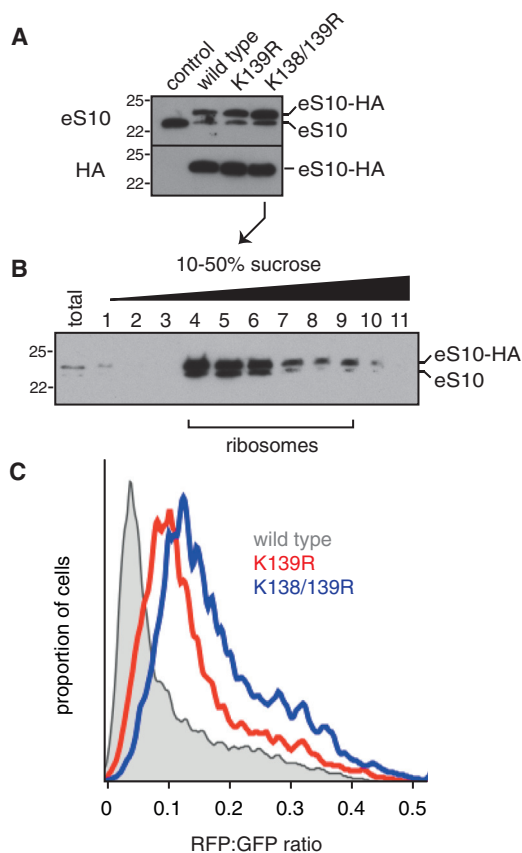 A
control
wild type
K139R
K138/139R
eS10
25
22
eS10-HA
eS10
HA
25
22
eS10-HA
B
10-50% sucrose
total
1 2 3 4 5 6 7 8 9 10 11
25
22
eS10-HA
eS10
ribosomes
C
wild type
K139R
K138/139R
proportion of cells
0 0.1 0.2 0.3 0.4 0.5
RFP:GFP ratio